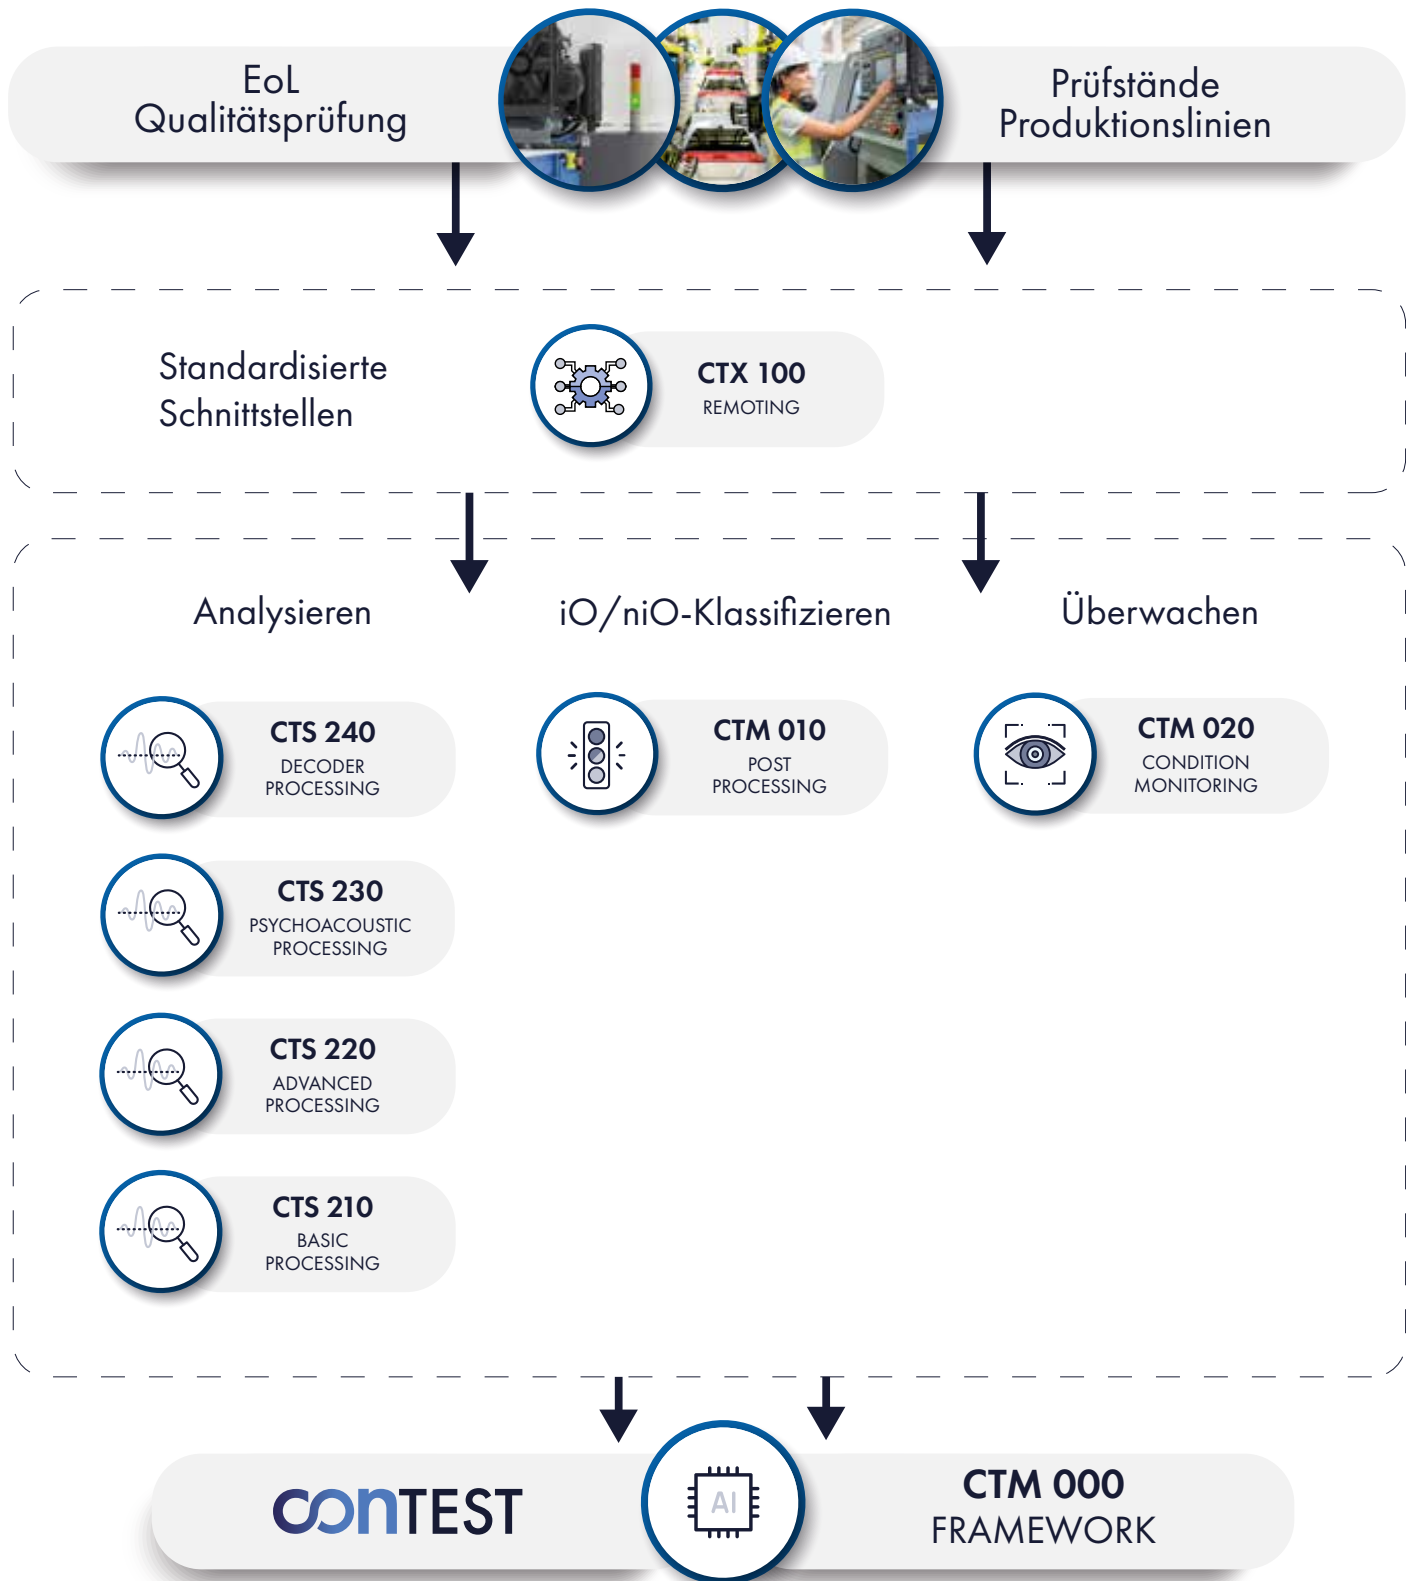 EoL
Qualitätsprüfung
Prüfstände
Produktionslinien
Standardisierte
Schnittstellen
CTX 100
REMOTING
Analysieren
iO/niO-Klassifizieren
Überwachen
CTS 240
DECODER
PROCESSING
CTM 010
POST
PROCESSING
CTM 020
CONDITION
MONITORING
CTS 230
PSYCHOACOUSTIC
PROCESSING
CTS 220
ADVANCED
PROCESSING
CTS 210
BASIC
PROCESSING
conTEST
AI
CTM 000
FRAMEWORK